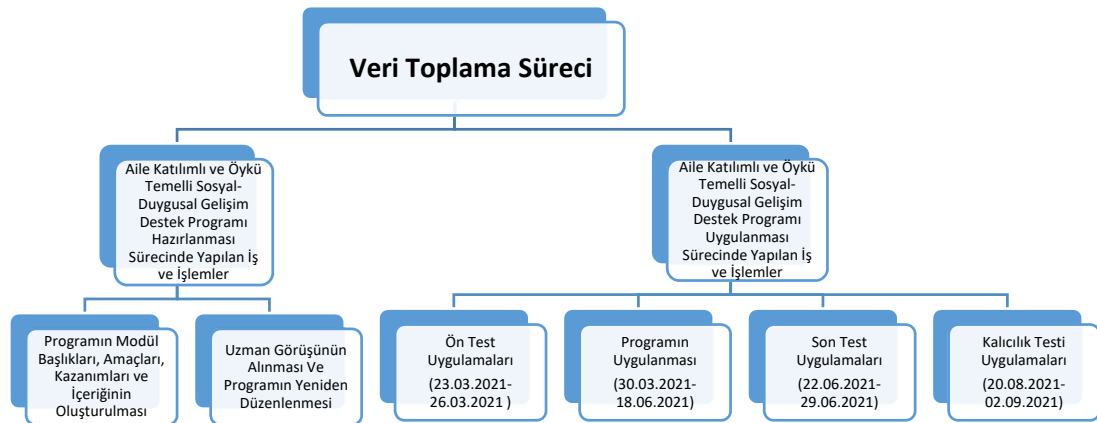 Veri Toplama Süreci
Aile Katılımlı ve Öykü
Temelli Sosyal-
Duygusal Gelişim
Destek Programı
Hazırlanması
Sürecinde Yapılan İş
ve İşlemler
Aile Katılımlı ve Öykü
Temelli Sosyal-
Duygusal Gelişim
Destek Programı
Uygulanması
Sürecinde Yapılan İş
ve İşlemler
Programın Modül
Başlıkları, Amaçları,
Kazanımları ve
İçeriğinin
Oluşturulması
Uzman Görüşünün
Alınması Ve
Programın Yeniden
Düzenlenmesi
Ön Test
Uygulamaları
(23.03.2021-
26.03.2021 )
Programın
Uygulanması
(30.03.2021-
18.06.2021)
Son Test
Uygulamaları
(22.06.2021-
29.06.2021)
Kalıcılık Testi
Uygulamaları
(20.08.2021-
02.09.2021)